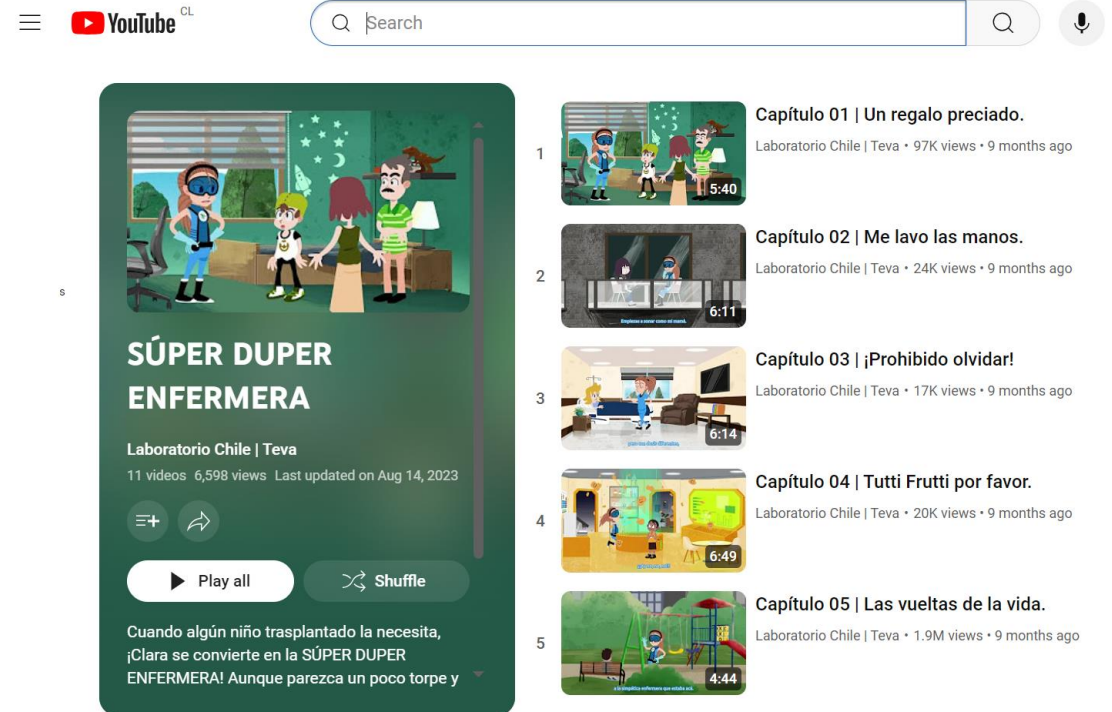 YouTube CL
Search
s
SÚPER DUPER
ENFERMERA
Laboratorio Chile | Teva
11 videos 6,598 views Last updated on Aug 14, 2023
Play all
Shuffle
Cuando algún niño trasplantado la necesita,
¡Clara se convierte en la SÚPER DUPER
ENFERMERA! Aunque parezca un poco torpe y
1
5:40
Capítulo 01 | Un regalo preciado.
Laboratorio Chile | Teva • 97K views • 9 months ago
2
6:11
Capítulo 02 | Me lavo las manos.
Laboratorio Chile | Teva • 24K views • 9 months ago
3
6:14
Capítulo 03 | ¡Prohibido olvidar!
Laboratorio Chile | Teva • 17K views • 9 months ago
4
6:49
Capítulo 04 | Tutti Frutti por favor.
Laboratorio Chile | Teva • 20K views • 9 months ago
5
a la simpática enfermera que estaba acá.
4:44
Capítulo 05 | Las vueltas de la vida.
Laboratorio Chile | Teva • 1.9M views • 9 months ago